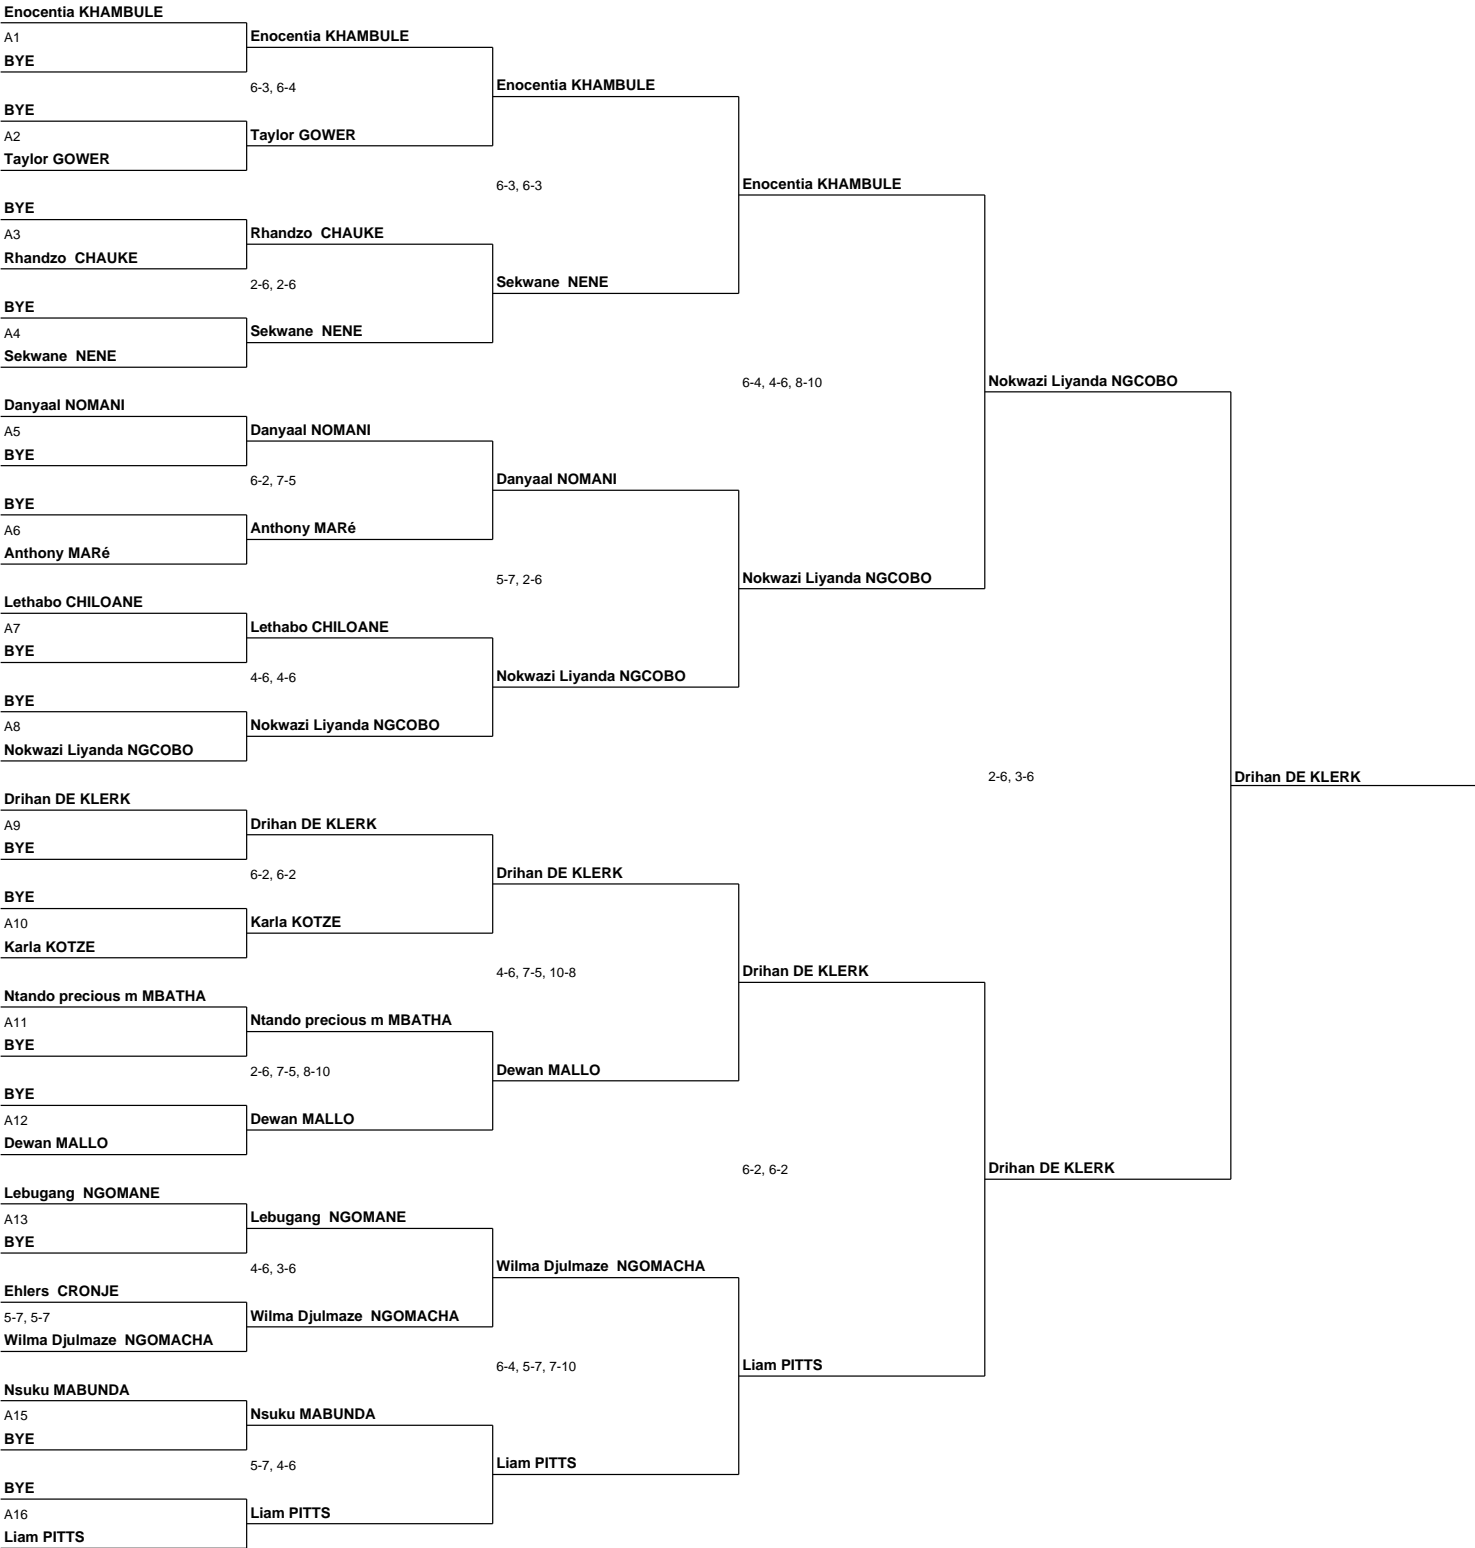 Enocentia KHAMBULE
A1
Enocentia KHAMBULE
BYE
6-3, 6-4
Enocentia KHAMBULE
BYE
A2
Taylor GOWER
Taylor GOWER
6-3, 6-3
Enocentia KHAMBULE
BYE
A3
Rhandzo  CHAUKE
Rhandzo  CHAUKE
2-6, 2-6
Sekwane  NENE
BYE
A4
Sekwane  NENE
Sekwane  NENE
6-4, 4-6, 8-10
Nokwazi Liyanda NGCOBO
Danyaal NOMANI
A5
Danyaal NOMANI
BYE
6-2, 7-5
Danyaal NOMANI
BYE
A6
Anthony MARé
Anthony MARé
5-7, 2-6
Nokwazi Liyanda NGCOBO
Lethabo CHILOANE
A7
Lethabo CHILOANE
BYE
4-6, 4-6
Nokwazi Liyanda NGCOBO
BYE
A8
Nokwazi Liyanda NGCOBO
Nokwazi Liyanda NGCOBO
2-6, 3-6
Drihan DE KLERK
Drihan DE KLERK
A9
Drihan DE KLERK
BYE
6-2, 6-2
Drihan DE KLERK
BYE
A10
Karla KOTZE
Karla KOTZE
4-6, 7-5, 10-8
Drihan DE KLERK
Ntando precious m MBATHA
A11
Ntando precious m MBATHA
BYE
2-6, 7-5, 8-10
Dewan MALLO
BYE
A12
Dewan MALLO
Dewan MALLO
6-2, 6-2
Drihan DE KLERK
Lebugang  NGOMANE
A13
Lebugang  NGOMANE
BYE
4-6, 3-6
Wilma Djulmaze  NGOMACHA
Ehlers  CRONJE
5-7, 5-7
Wilma Djulmaze  NGOMACHA
Wilma Djulmaze  NGOMACHA
6-4, 5-7, 7-10
Liam PITTS
Nsuku MABUNDA
A15
Nsuku MABUNDA
BYE
5-7, 4-6
Liam PITTS
BYE
A16
Liam PITTS
Liam PITTS